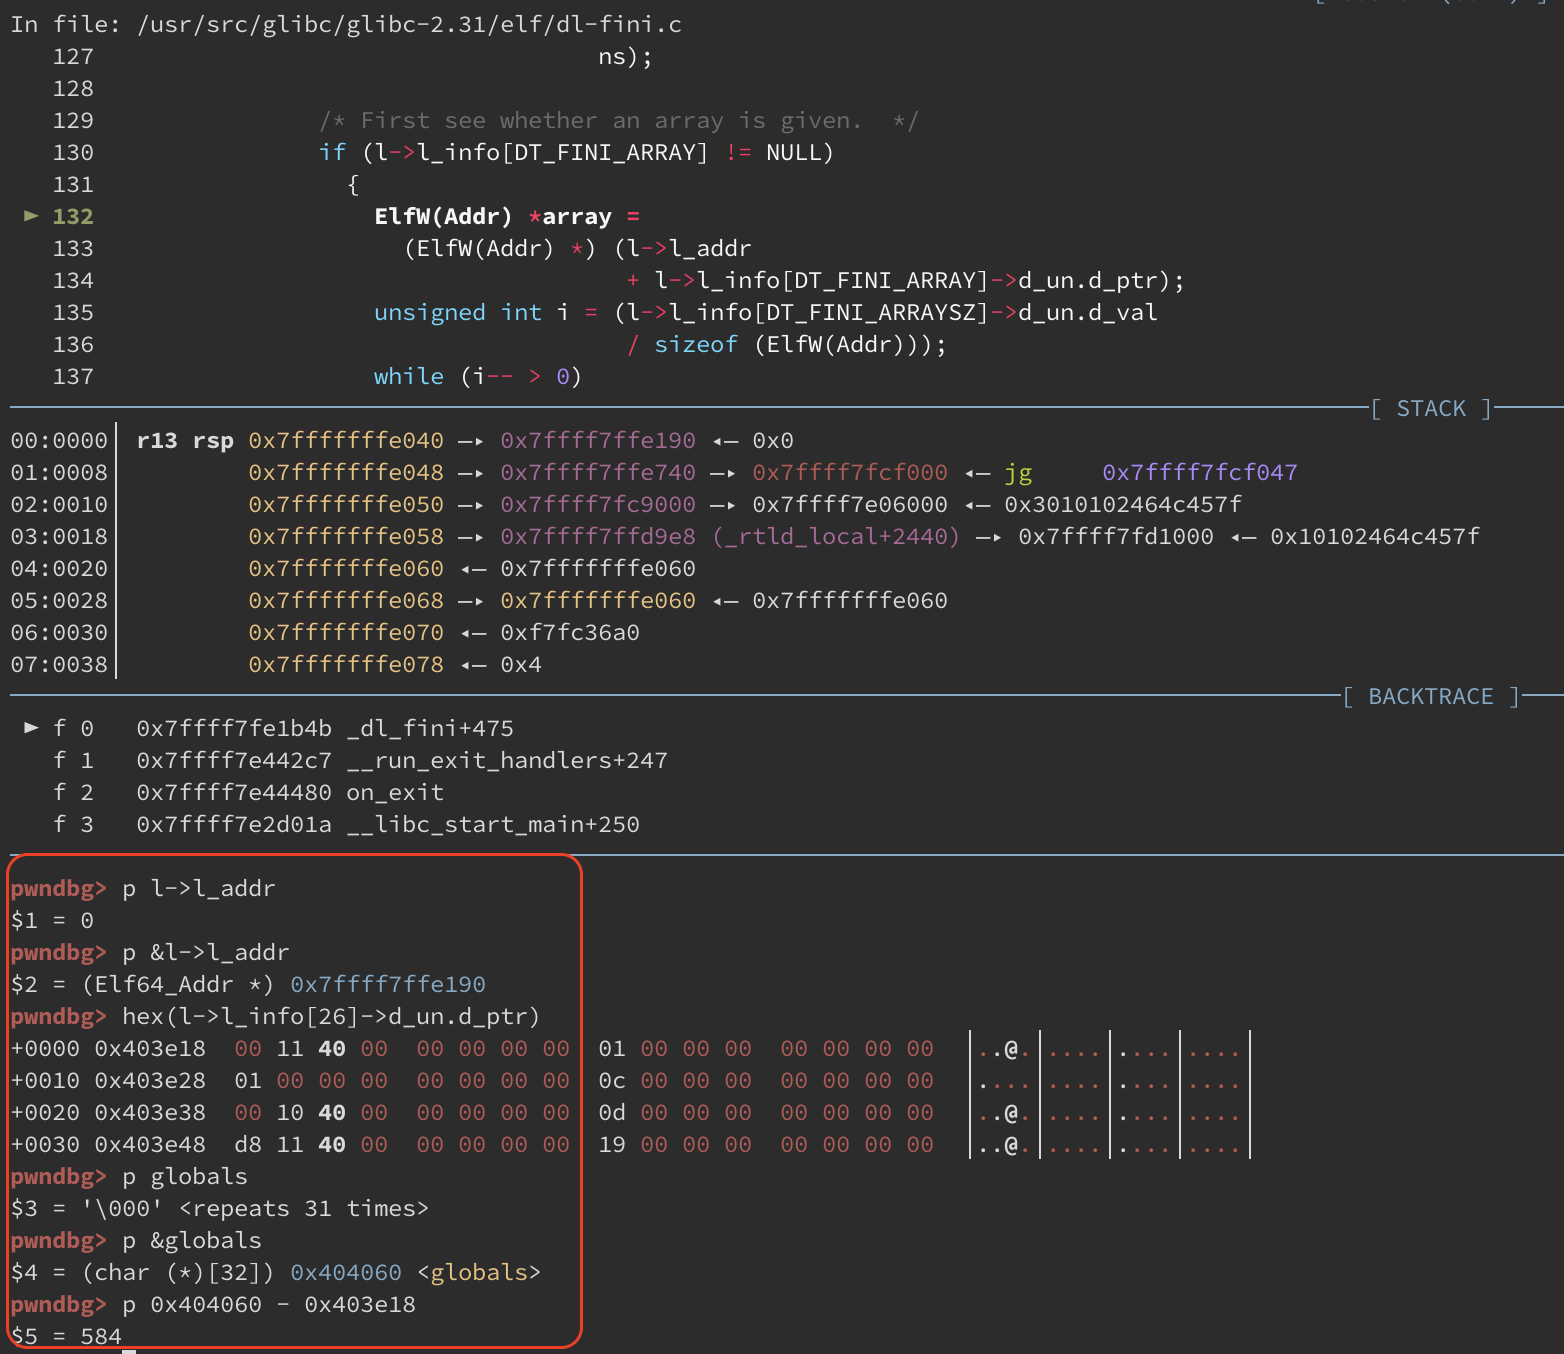 In file: /usr/src/glibc/glibc-2.31/elf/dl-fini.c
127 ns);
128
129 /* First see whether an array is given.  */
130 if (l->l_info[DT_FINI_ARRAY] != NULL)
131 {
► 132 ElfW(Addr) *array =
133 (ElfW(Addr) *) (l->l_addr
134 + l->l_info[DT_FINI_ARRAY]->d_un.d_ptr);
135 unsigned int i = (l->l_info[DT_FINI_ARRAYSZ]->d_un.d_val
136 / sizeof (ElfW(Addr)));
137 while (i-- > 0)
[ STACK ]
00:0000│ r13 rsp 0x7fffffffe040 —▸ 0x7ffff7ffe190 ◂— 0x0
01:0008│ 0x7fffffffe048 —▸ 0x7ffff7ffe740 —▸ 0x7ffff7fcf000 ◂— jg 0x7ffff7fcf047
02:0010│ 0x7fffffffe050 —▸ 0x7ffff7fc9000 —▸ 0x7ffff7e06000 ◂— 0x3010102464c457f
03:0018│ 0x7fffffffe058 —▸ 0x7ffff7ffd9e8 (_rtld_local+2440) —▸ 0x7ffff7fd1000 ◂— 0x10102464c457f
04:0020│ 0x7fffffffe060 ◂— 0x7fffffffe060
05:0028│ 0x7fffffffe068 —▸ 0x7fffffffe060 ◂— 0x7fffffffe060
06:0030│ 0x7fffffffe070 ◂— 0xf7fc36a0
07:0038│ 0x7fffffffe078 ◂— 0x4
[ BACKTRACE ]
► f 0 0x7ffff7fe1b4b _dl_fini+475
f 1 0x7ffff7e442c7 __run_exit_handlers+247
f 2 0x7ffff7e44480 on_exit
f 3 0x7ffff7e2d01a __libc_start_main+250
pwndbg> p l->l_addr
$1 = 0
pwndbg> p &l->l_addr
$2 = (Elf64_Addr *) 0x7ffff7ffe190
pwndbg> hex(l->l_info[26]->d_un.d_ptr)
+0000 0x403e18 00 11 40 00 00 00 00 00 01 00 00 00 00 00 00 00 │..@.│....│....│....│
+0010 0x403e28 01 00 00 00 00 00 00 00 0c 00 00 00 00 00 00 00 │....│....│....│....│
+0020 0x403e38 00 10 40 00 00 00 00 00 0d 00 00 00 00 00 00 00 │..@.│....│....│....│
+0030 0x403e48 d8 11 40 00 00 00 00 00 19 00 00 00 00 00 00 00 │..@.│....│....│....│
pwndbg> p globals
$3 = '\000' <repeats 31 times>
pwndbg> p &globals
$4 = (char (*)[32]) 0x404060 <globals>
pwndbg> p 0x404060 - 0x403e18
$5 = 584